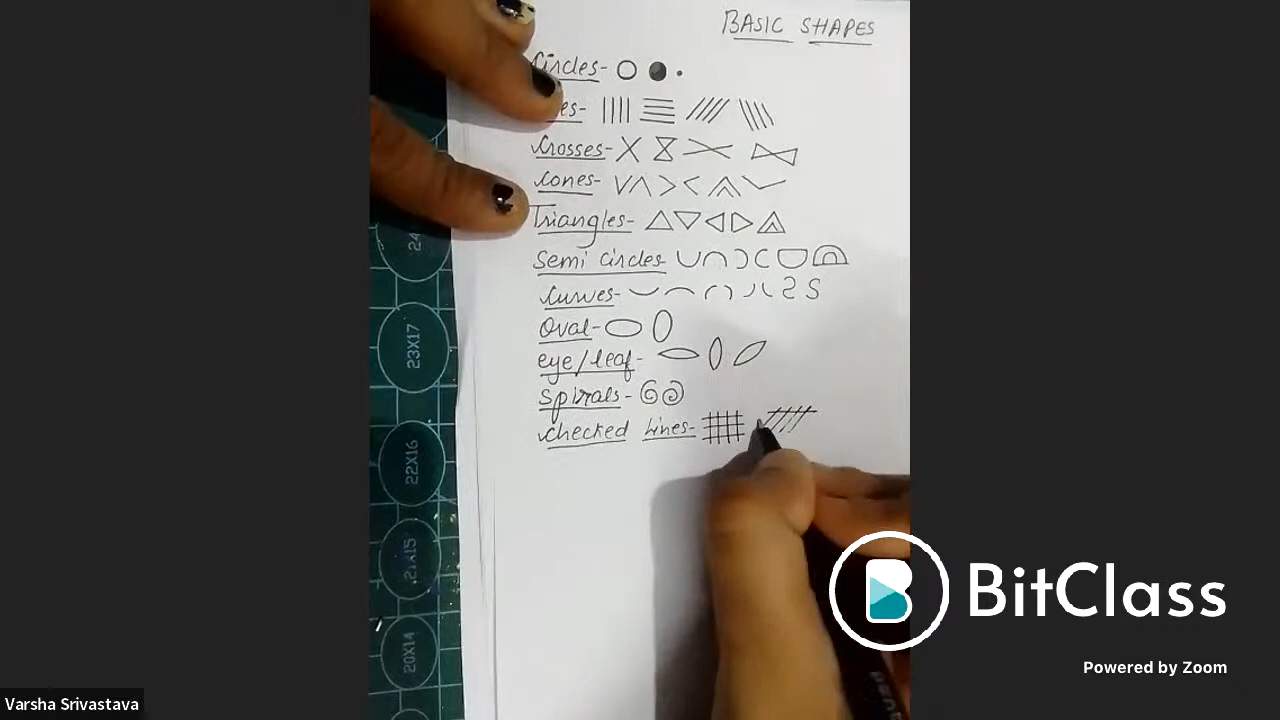 BASIC SHAPES
Circles-
Crosses-
Cones-
Triangles-
Semi Circles-
Curves-
Oval-
eye/leaf-
Spirals-
Checked Lines-
24
23X17
22X16
21X15
20X14
BitClass
Powered by Zoom
Varsha Srivastava